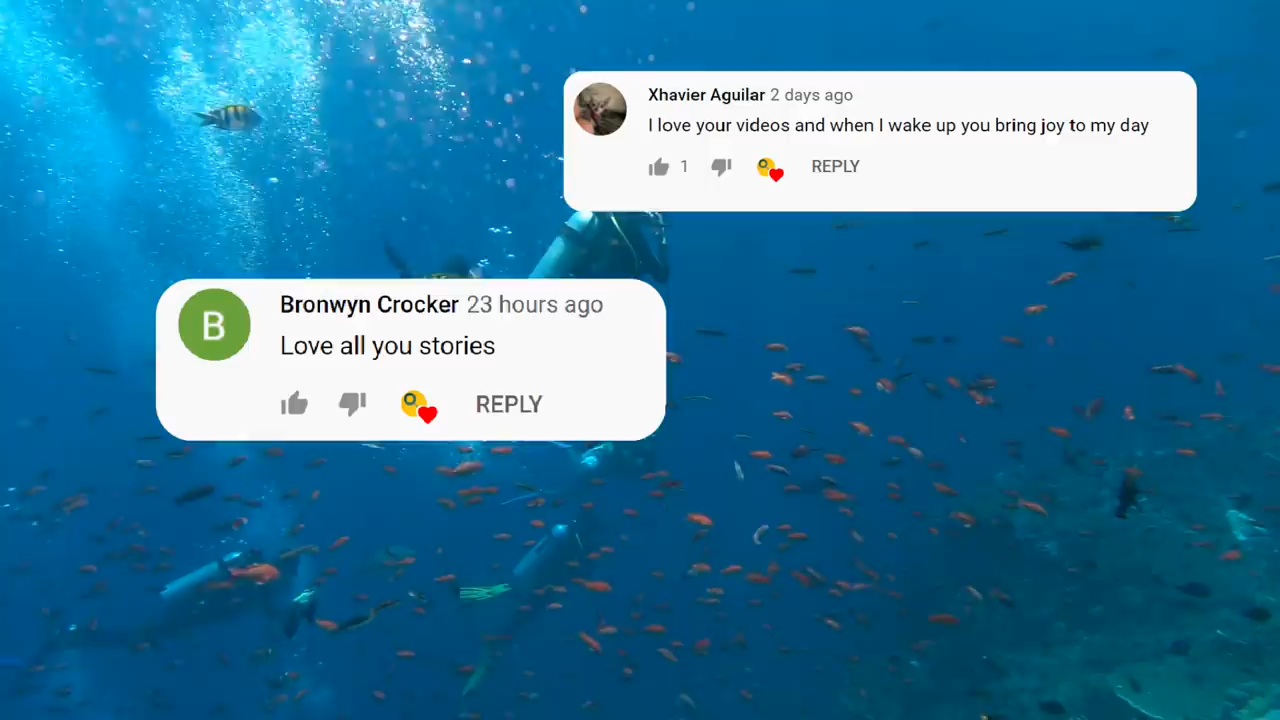 Xhavier Aguilar 2 days ago
I love your videos and when I wake up you bring joy to my day
1 REPLY
B
Bronwyn Crocker 23 hours ago
Love all you stories
REPLY